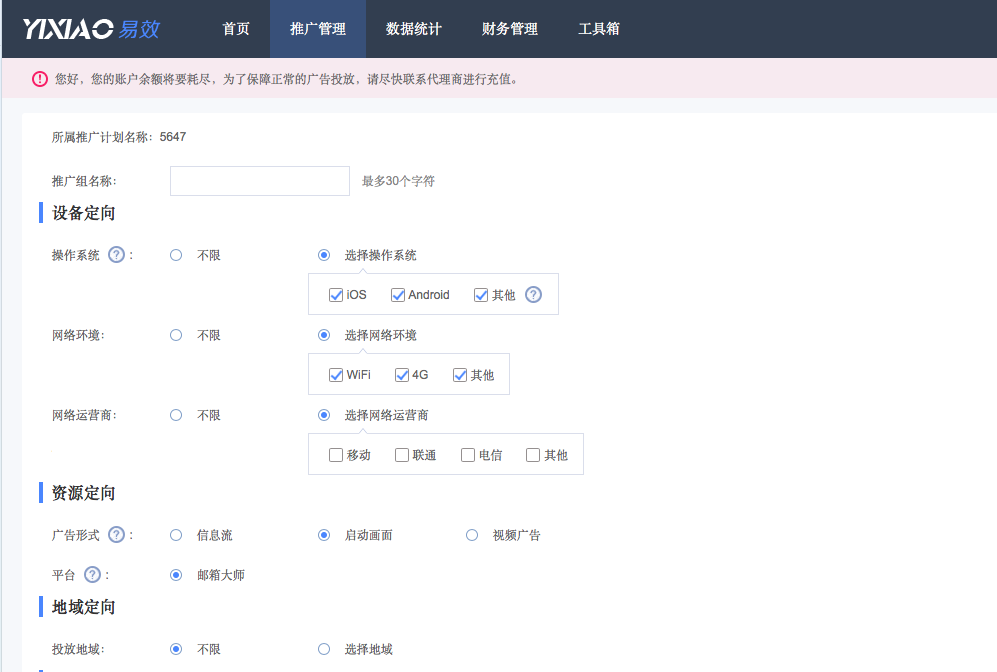 YIXIAO 易效 首页 推广管理 数据统计 财务管理 工具箱
您好，您的账户余额将要耗尽，为了保障正常的广告投放，请尽快联系代理商进行充值。
所属推广计划名称：5647
推广组名称： 最多30个字符
设备定向
操作系统 ? ： 不限 选择操作系统
iOS Android 其他 ?
网络环境： 不限 选择网络环境
WiFi 4G 其他
网络运营商： 不限 选择网络运营商
移动 联通 电信 其他
资源定向
广告形式 ? ： 信息流 启动画面 视频广告
平台 ? ： 邮箱大师
地域定向
投放地域： 不限 选择地域